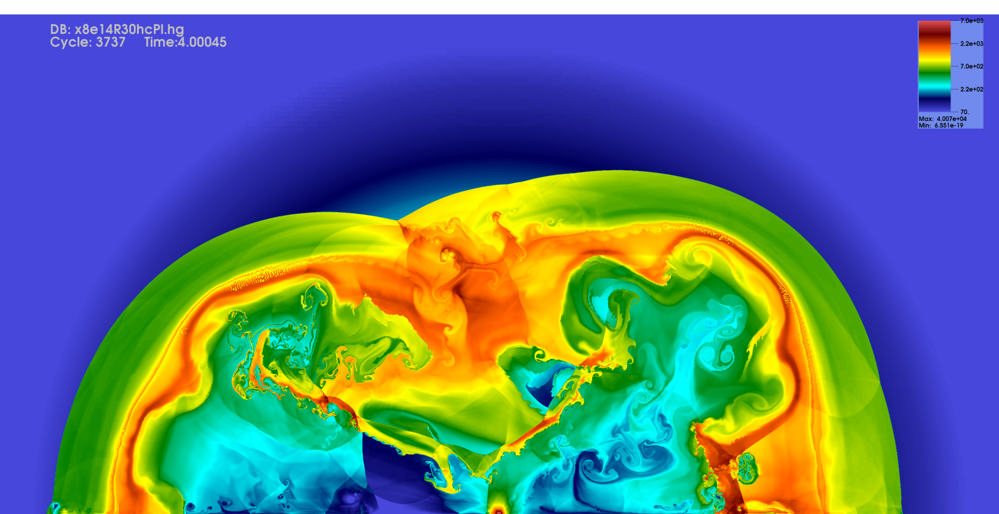 DB: x8e14R30hcPl.hg
Cycle: 3737 Time:4.00045
7.0e+03
2.2e+03
7.0e+02
2.2e+02
70.
Max: 4.007e+04
Min: 6.551e-19